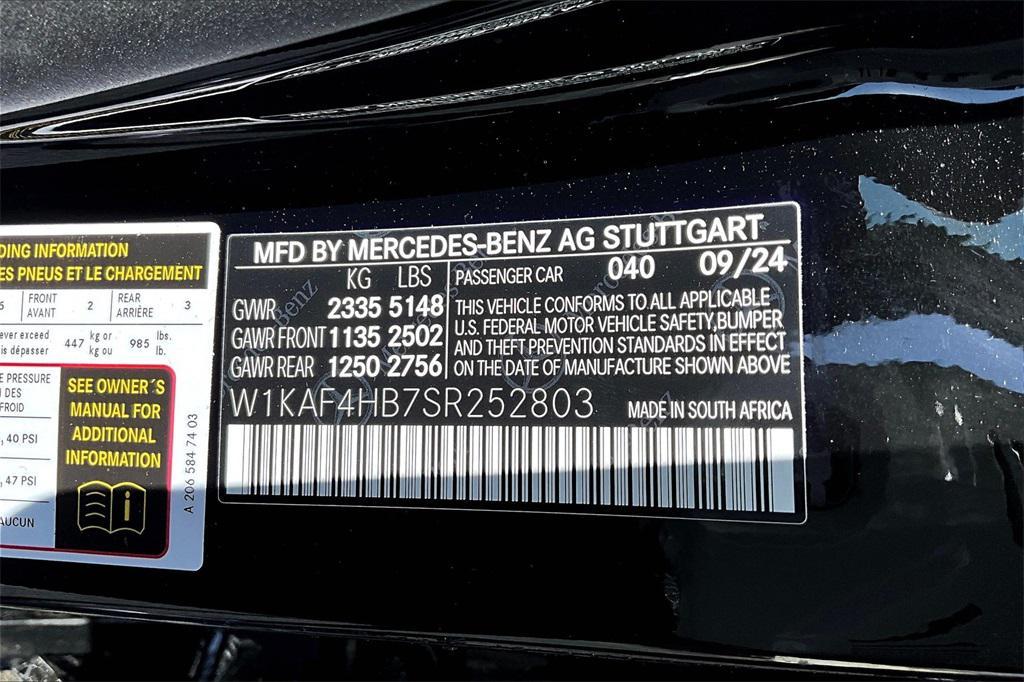 DING INFORMATION
ES PNEUS ET LE CHARGEMENT
FRONT 2 REAR 3
AVANT ARRIÈRE
ever exceed kg or lbs.
447 985
is dépasser kg ou lb.
E PRESSURE
N DES
FROID
, 40 PSI
, 47 PSI
AUCUN
SEE OWNER´S
MANUAL FOR
ADDITIONAL
INFORMATION
A 206 584 74 03
MFD BY MERCEDES-BENZ AG STUTTGART
KG LBS PASSENGER CAR 040 09/24
GWVR 2335 5148
GAWR FRONT 1135 2502
GAWR REAR 1250 2756
THIS VEHICLE CONFORMS TO ALL APPLICABLE
U.S. FEDERAL MOTOR VEHICLE SAFETY,BUMPER
AND THEFT PREVENTION STANDARDS IN EFFECT
ON THE DATE OF MANUFACTURE SHOWN ABOVE
W1KAF4HB7SR252803 MADE IN SOUTH AFRICA